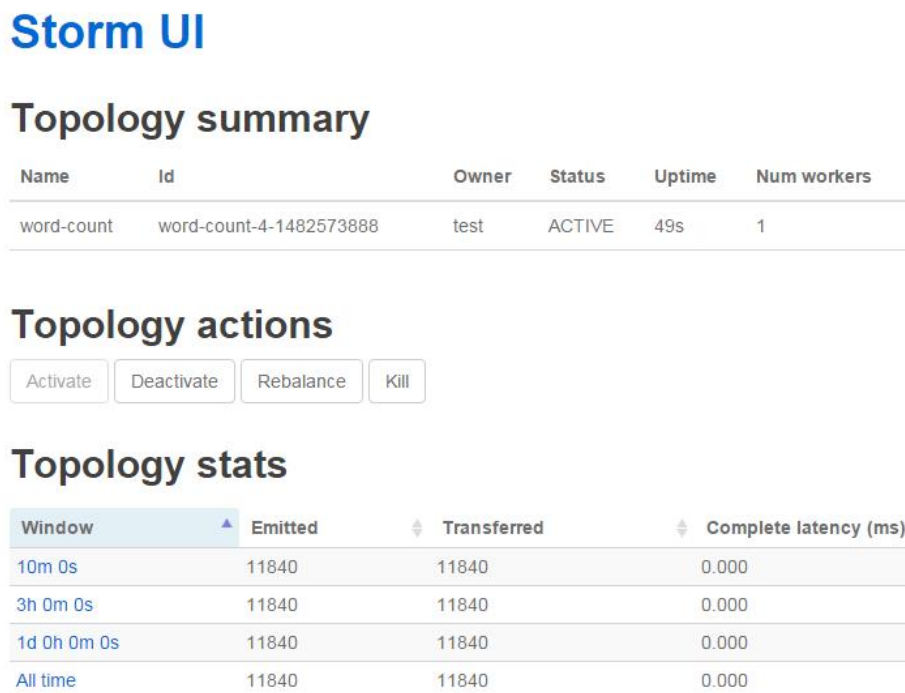 Storm UI
Topology summary
Name Id Owner Status Uptime Num workers
word-count word-count-4-1482573888 test ACTIVE 49s 1
Topology actions
Activate Deactivate Rebalance Kill
Topology stats
Window Emitted Transferred Complete latency (ms)
10m 0s 11840 11840 0.000
3h 0m 0s 11840 11840 0.000
1d 0h 0m 0s 11840 11840 0.000
All time 11840 11840 0.000